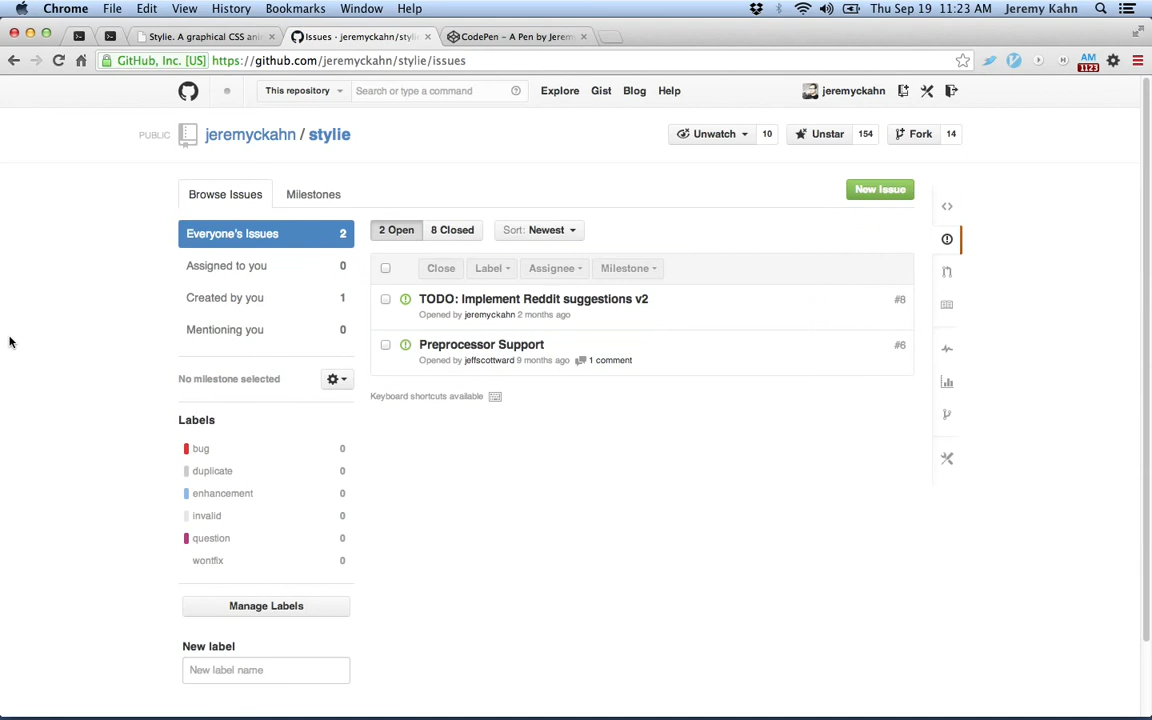 Chrome File Edit View History Bookmarks Window Help Thu Sep 19 11:23 AM Jeremy Kahn
Stylie. A graphical CSS ani
Issues · jeremyckahn/stylie
CodePen - A Pen by Jerem
GitHub, Inc. [US] https://github.com/jeremyckahn/stylie/issues
AM
1123
This repository Search or type a command Explore Gist Blog Help jeremyckahn
PUBLIC jeremyckahn / stylie Unwatch 10 Unstar 154 Fork 14
Browse Issues Milestones New Issue
Everyone's Issues 2
Assigned to you 0
Created by you 1
Mentioning you 0
No milestone selected
Labels
bug 0
duplicate 0
enhancement 0
invalid 0
question 0
wontfix 0
Manage Labels
New label
New label name
2 Open 8 Closed Sort: Newest
Close Label Assignee Milestone
TODO: Implement Reddit suggestions v2 #8
Opened by jeremyckahn 2 months ago
Preprocessor Support #6
Opened by jeffscottward 9 months ago 1 comment
Keyboard shortcuts available